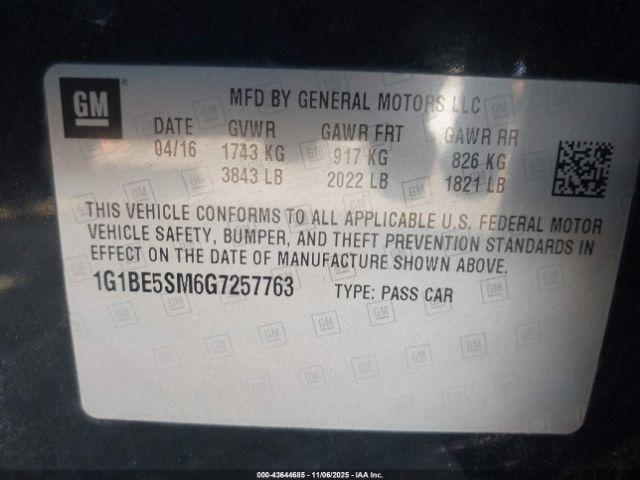 GM
MFD BY GENERAL MOTORS LLC
DATE GVWR GAWR FRT GAWR RR
04/16 1743 KG 917 KG 826 KG
3843 LB 2022 LB 1821 LB
THIS VEHICLE CONFORMS TO ALL APPLICABLE U.S. FEDERAL MOTOR
VEHICLE SAFETY, BUMPER, AND THEFT PREVENTION STANDARDS IN
EFFECT ON THE DATE OF MANUFACTURE SHOWN ABOVE.
1G1BE5SM6G7257763 TYPE: PASS CAR
000-43644685 - 11/06/2025 - IAA Inc.